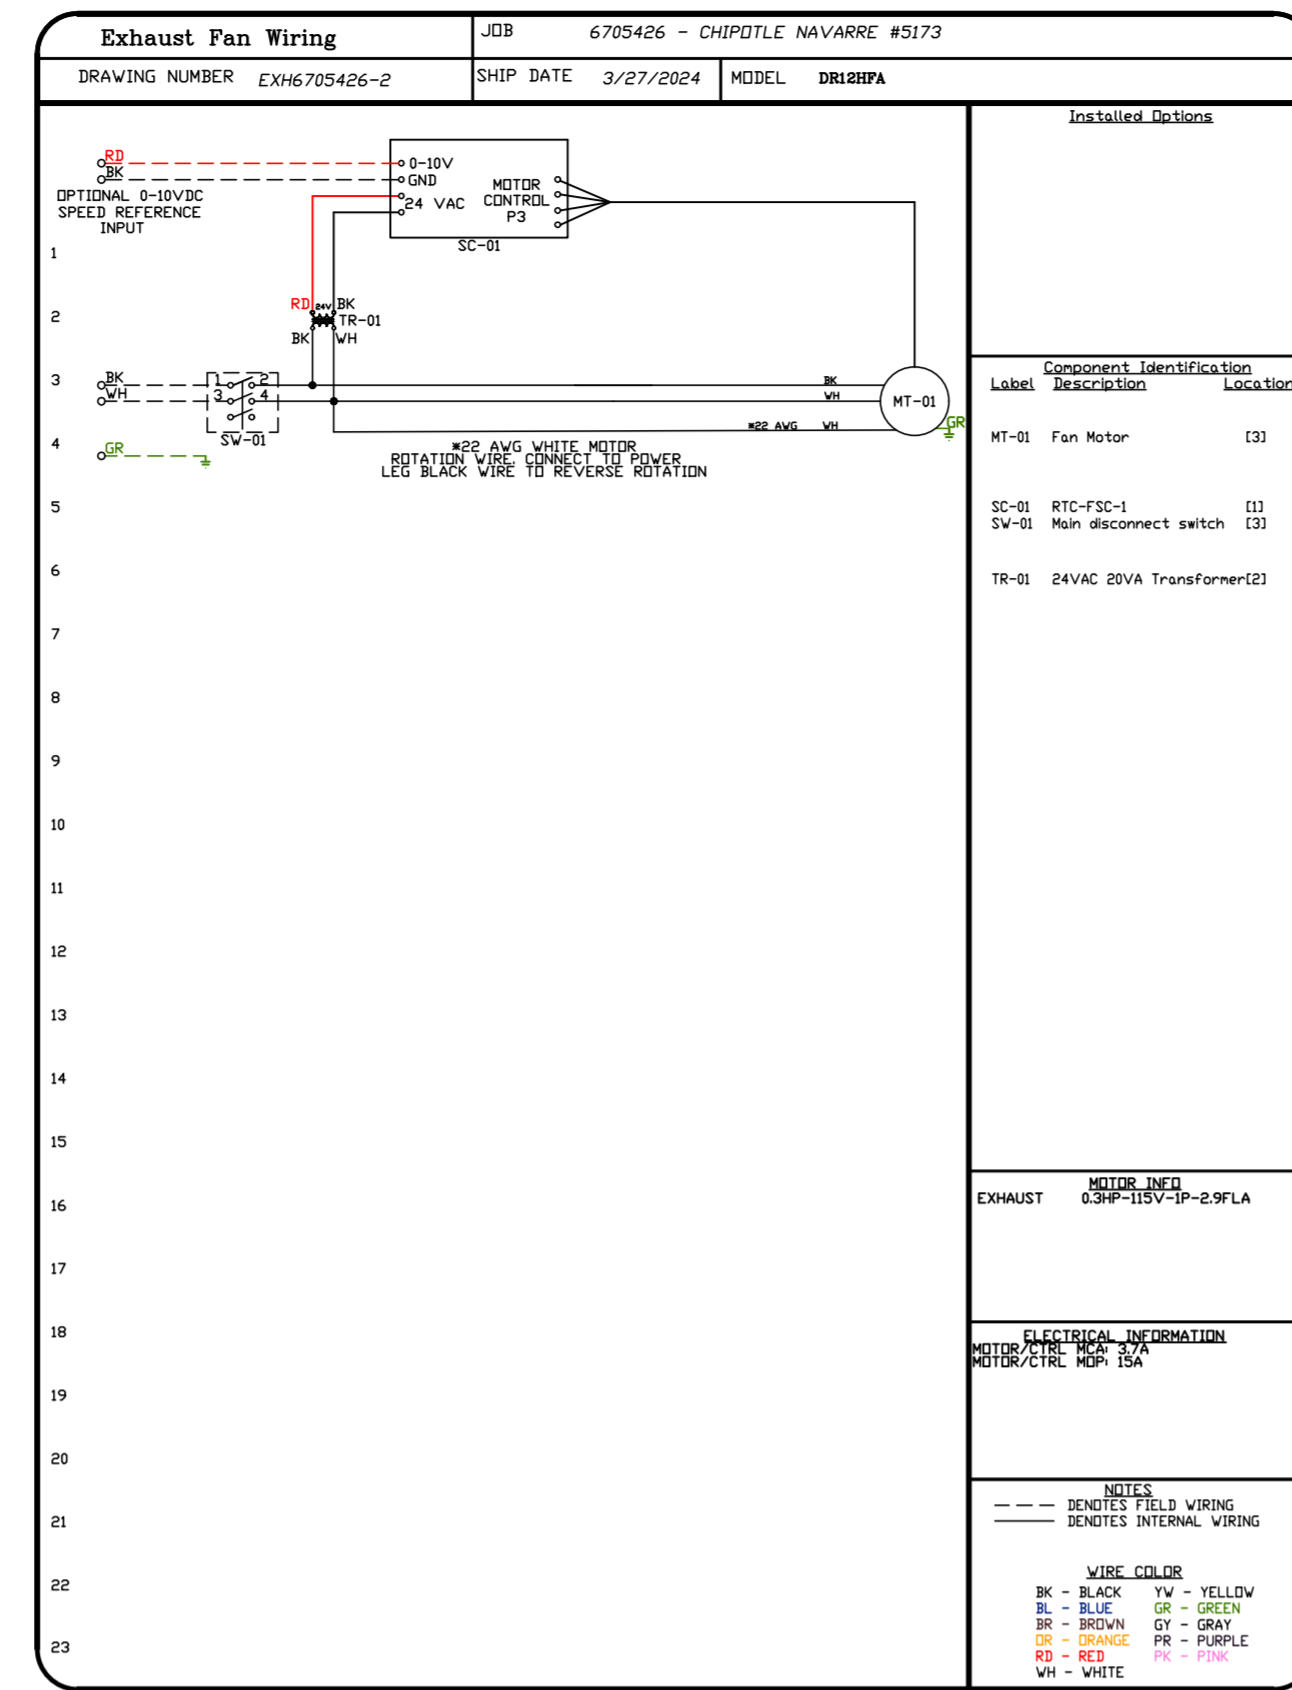 Exhaust Fan Wiring
JOB 6705426 - CHIPOTLE NAVARRE #5173
DRAWING NUMBER EXH6705426-2
SHIP DATE 3/27/2024
MODEL DR12HFA
RD
BK
OPTIONAL 0-10VDC
SPEED REFERENCE
INPUT
0-10V
GND
24 VAC
MOTOR
CONTROL
P3
SC-01
RD 24V BK
TR-01
BK WH
BK
WH
1 2
3 4
SW-01
GR
BK
WH
*22 AWG WH
MT-01
GR
*22 AWG WHITE MOTOR
ROTATION WIRE. CONNECT TO POWER
LEG BLACK WIRE TO REVERSE ROTATION
1
2
3
4
5
6
7
8
9
10
11
12
13
14
15
16
17
18
19
20
21
22
23
Installed Options
Component Identification
Label Description Location
MT-01 Fan Motor [3]
SC-01 RTC-FSC-1 [1]
SW-01 Main disconnect switch [3]
TR-01 24VAC 20VA Transformer[2]
MOTOR INFO
EXHAUST 0.3HP-115V-1P-2.9FLA
ELECTRICAL INFORMATION
MOTOR/CTRL MCA: 3.7A
MOTOR/CTRL MOP: 15A
NOTES
DENOTES FIELD WIRING
DENOTES INTERNAL WIRING
WIRE COLOR
BK - BLACK YW - YELLOW
BL - BLUE GR - GREEN
BR - BROWN GY - GRAY
OR - ORANGE PR - PURPLE
RD - RED PK - PINK
WH - WHITE